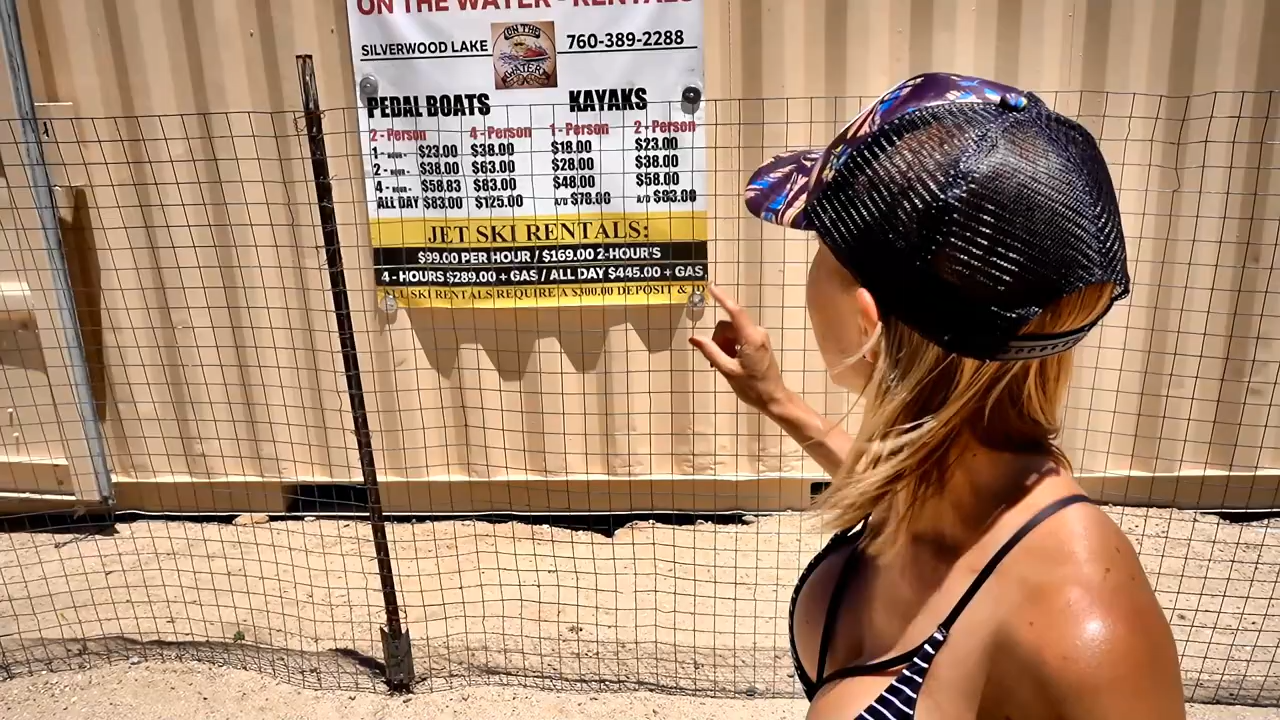 ON THE WATER - RENTALS
SILVERWOOD LAKE
ON THE
WATER
760-389-2288
PEDAL BOATS KAYAKS
2 - Person 4 - Person 1 - Person 2 - Person
1 - HOUR - $23.00 $38.00 $18.00 $23.00
2 - HOUR - $38.00 $63.00 $28.00 $38.00
4 - HOUR - $58.83 $83.00 $48.00 $58.00
ALL DAY $83.00 $125.00 A/D $78.00 A/D $83.00
JET SKI RENTALS:
$99.00 PER HOUR / $169.00 2-HOUR'S
4 - HOURS $289.00 + GAS / ALL DAY $445.00 + GAS
ALL SKI RENTALS REQUIRE A $300.00 DEPOSIT &